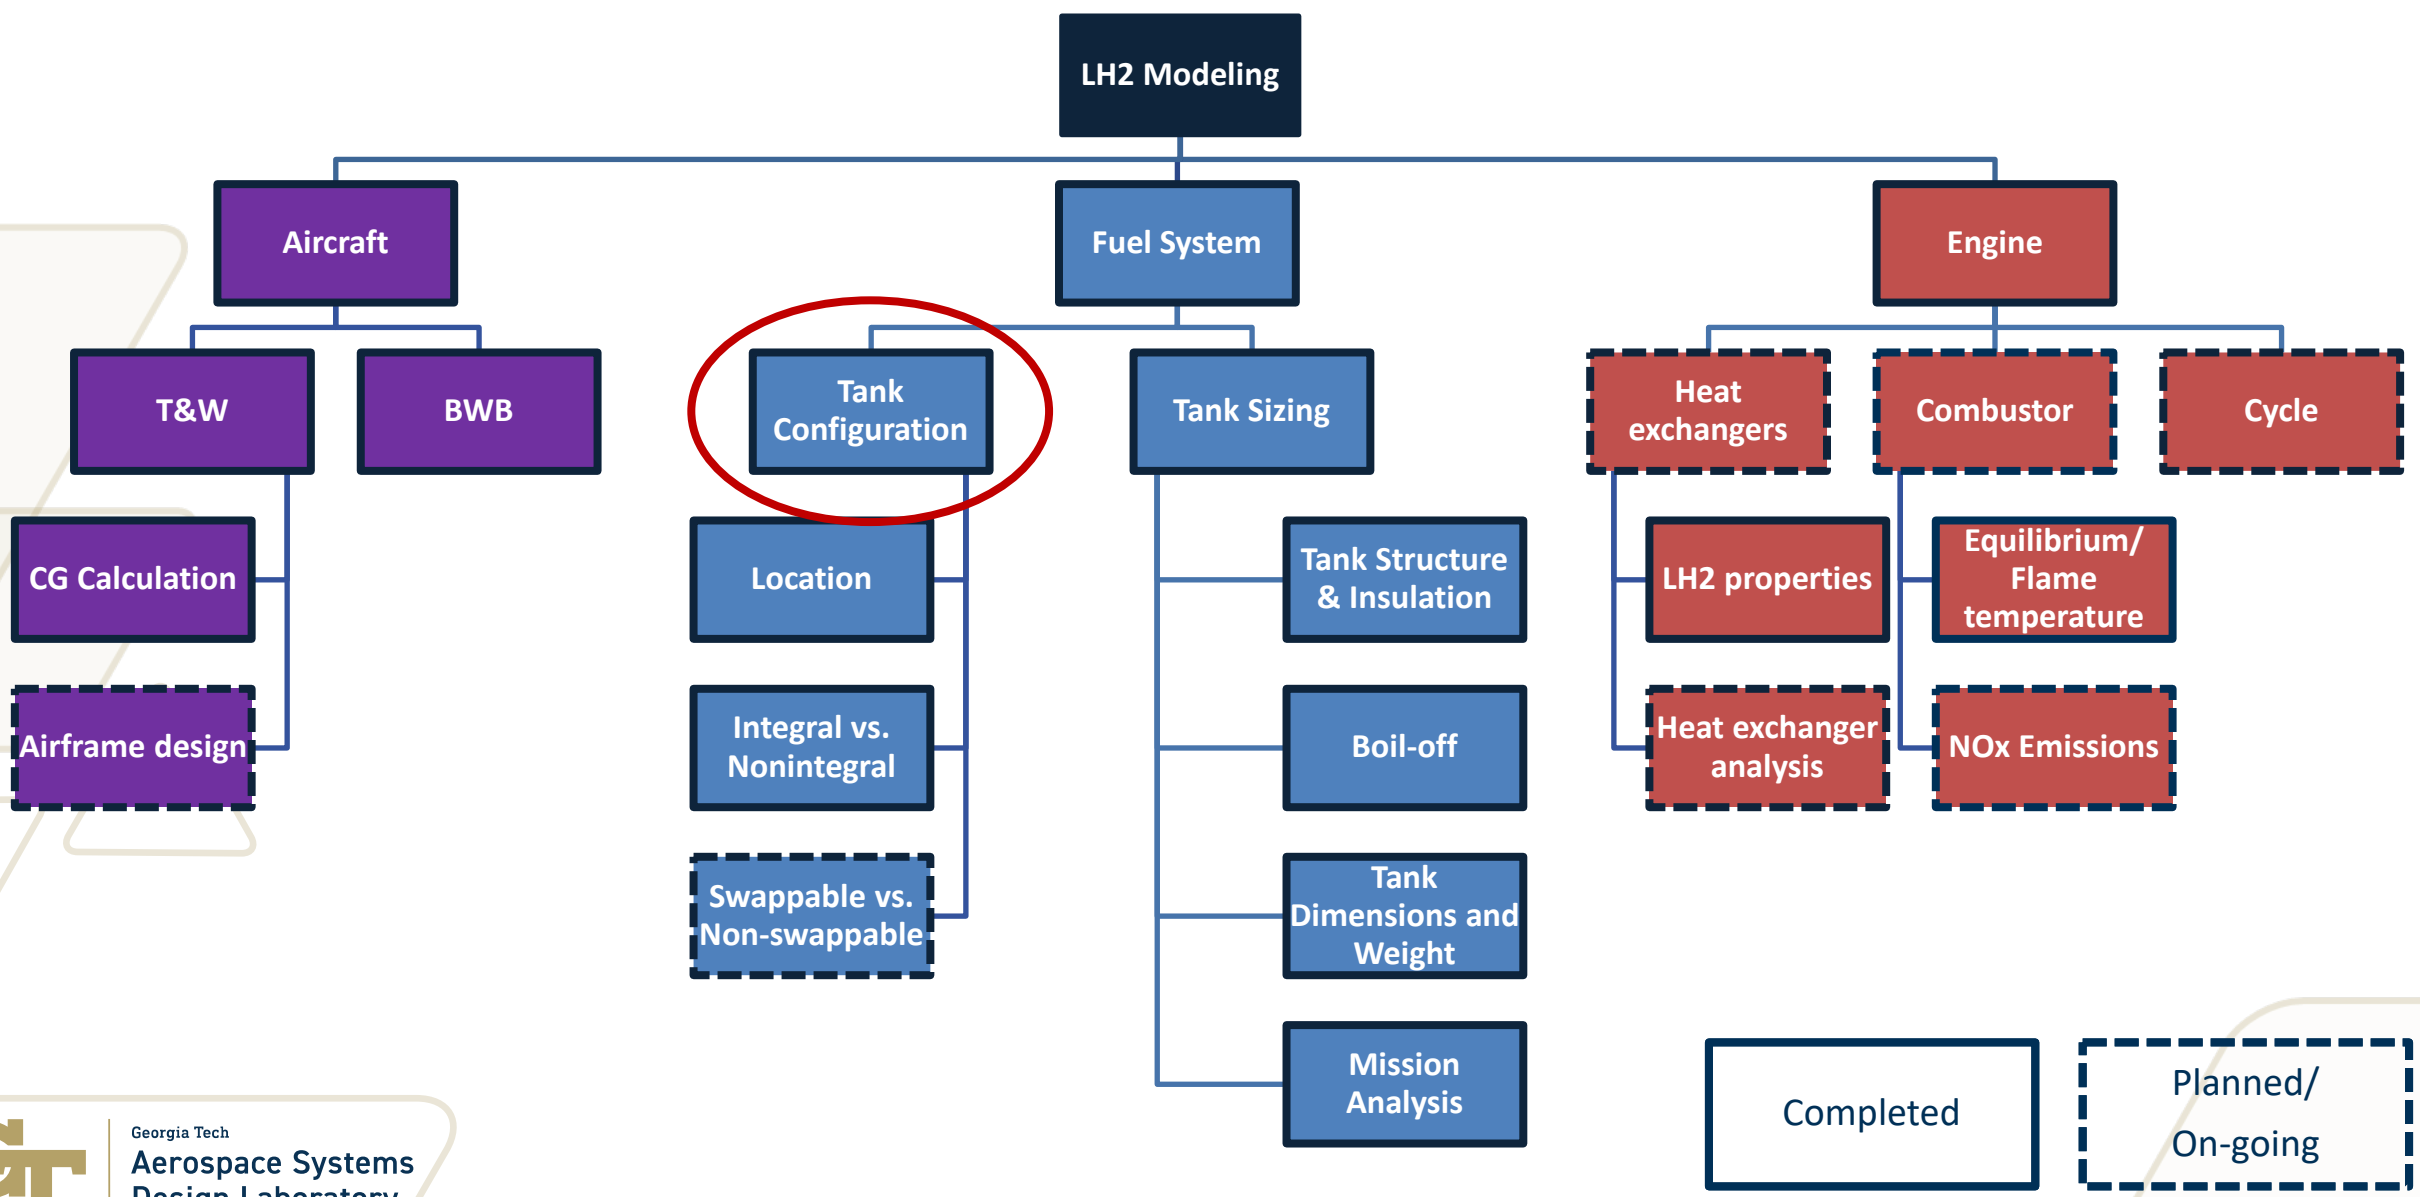 LH2 Modeling
Aircraft
Fuel System
Engine
T&W
BWB
Tank
Configuration
Tank Sizing
Heat
exchangers
Combustor
Cycle
CG Calculation
Location
Tank Structure
& Insulation
LH2 properties
Equilibrium/
Flame
temperature
Airframe design
Integral vs.
Nonintegral
Boil-off
Heat exchanger
analysis
NOx Emissions
Swappable vs.
Non-swappable
Tank
Dimensions and
Weight
Mission
Analysis
Completed
Planned/
On-going
Georgia Tech
Aerospace Systems
Design Laboratory